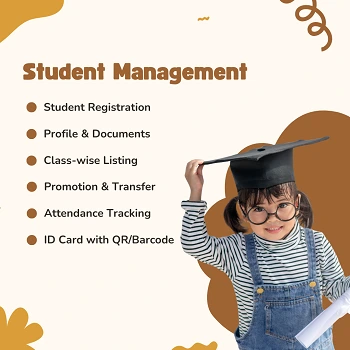 Student Management
Student Registration
Profile & Documents
Class-wise Listing
Promotion & Transfer
Attendance Tracking
ID Card with QR/Barcode